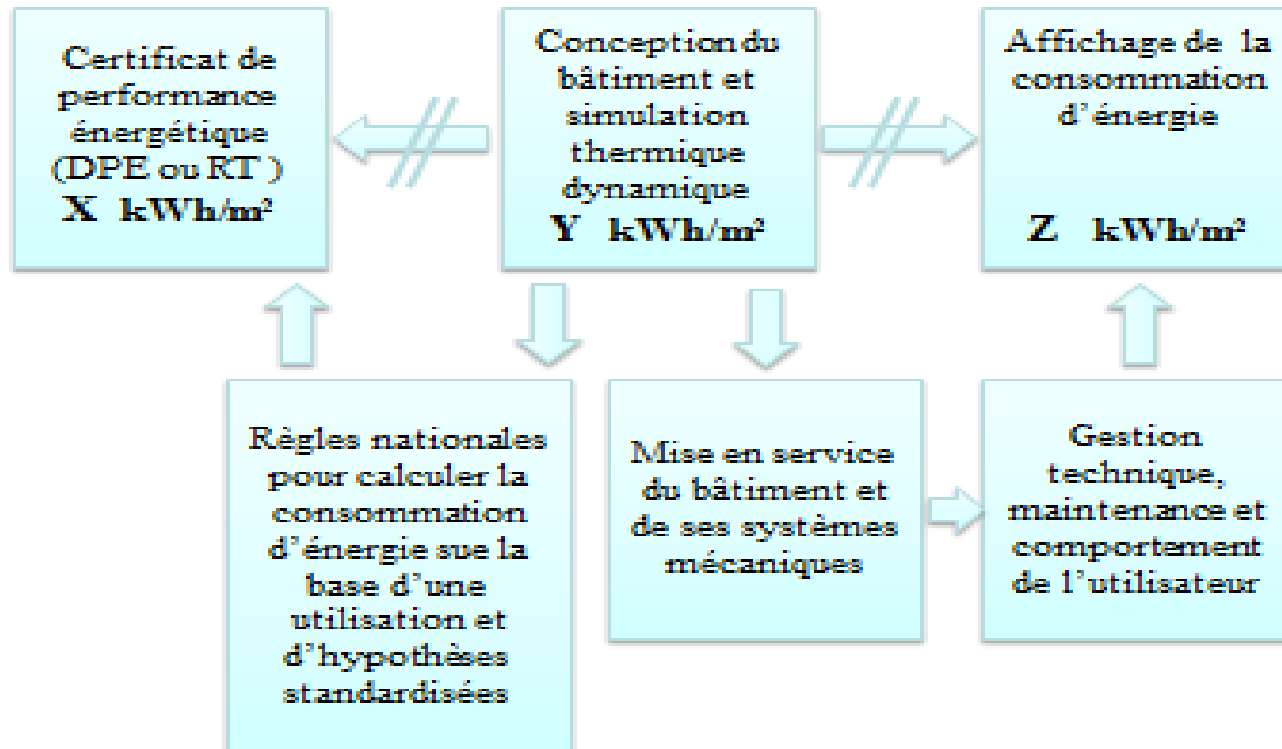 Certificat de
performance
énergétique
(DPE ou RT )
X kWh/m²
Conception du
bâtiment et
simulation
thermique
dynamique
Y kWh/m²
Affichage de la
consommation
d'énergie
Z kWh/m²
Règles nationales
pour calculer la
consommation
d'énergie sue la
base d'une
utilisation et
d'hypothèses
standardisées
Mise en service
du bâtiment et
de ses systèmes
mécaniques
Gestion
technique,
maintenance et
comportement
de l'utilisateur